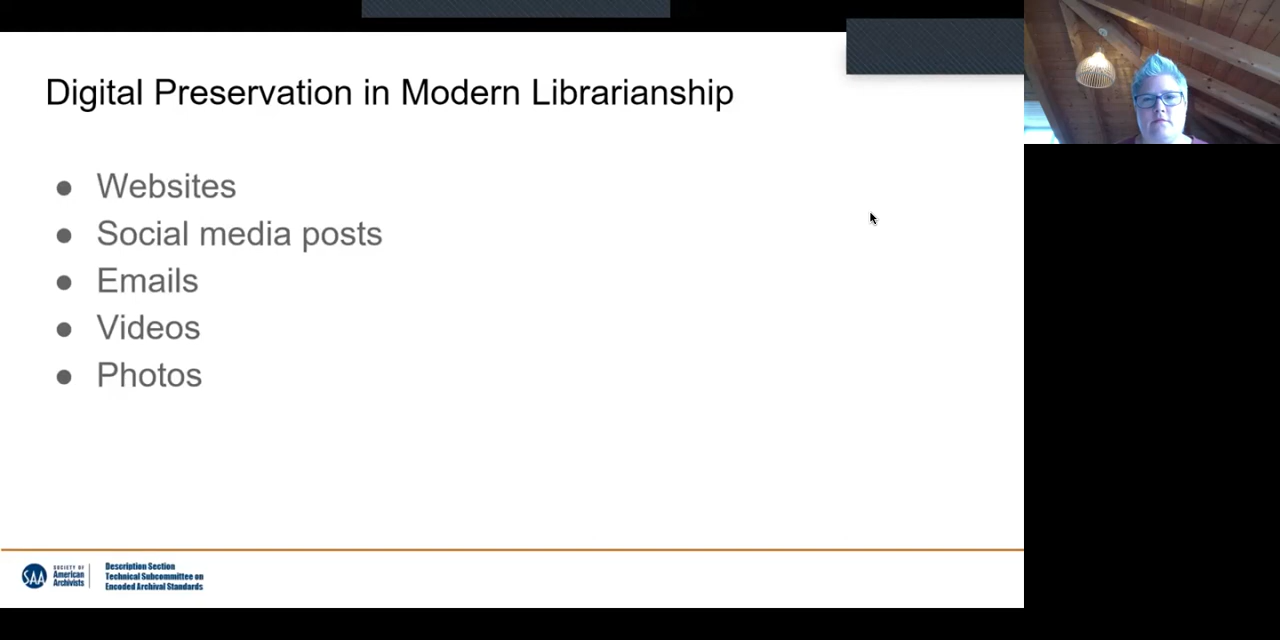 Digital Preservation in Modern Librarianship
● Websites
● Social media posts
● Emails
● Videos
● Photos
SAA
SOCIETY OF
American
Archivists
Description Section
Technical Subcommittee on
Encoded Archival Standards